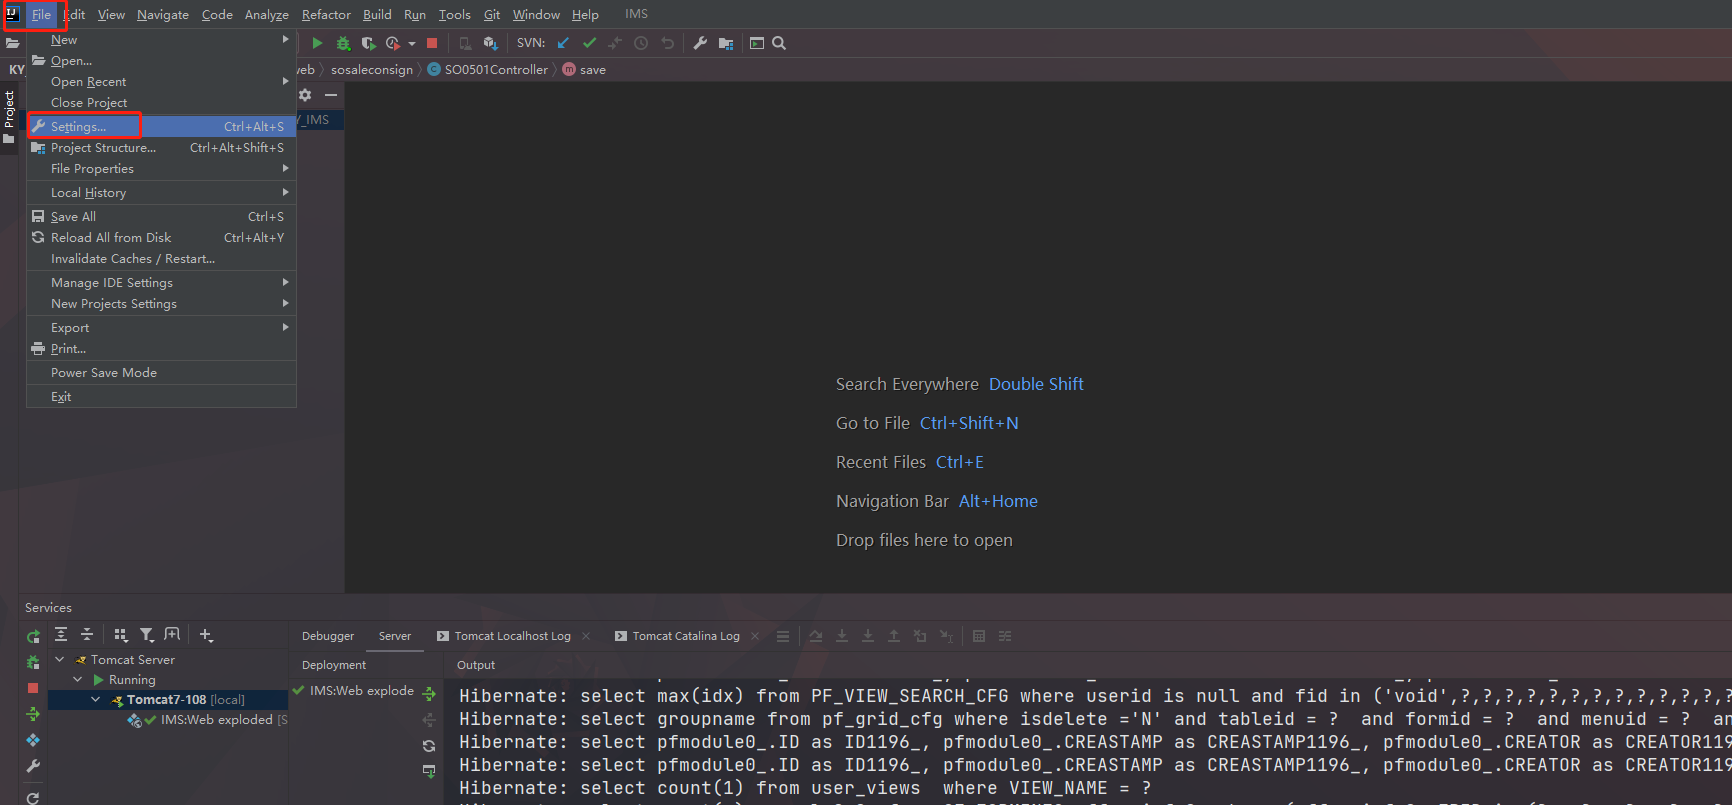 IJ File Edit View Navigate Code Analyze Refactor Build Run Tools Git Window Help IMS
SVN:
KY web sosaleconsign C SO0501Controller m save
Project
New
Open...
Open Recent
Close Project
Settings... Ctrl+Alt+S
Y_IMS
Project Structure... Ctrl+Alt+Shift+S
File Properties
Local History
Save All Ctrl+S
Reload All from Disk Ctrl+Alt+Y
Invalidate Caches / Restart...
Manage IDE Settings
New Projects Settings
Export
Print...
Power Save Mode
Exit
Search Everywhere Double Shift
Go to File Ctrl+Shift+N
Recent Files Ctrl+E
Navigation Bar Alt+Home
Drop files here to open
Services
Debugger Server Tomcat Localhost Log Tomcat Catalina Log
Tomcat Server
Running
Tomcat7-108 [local]
IMS:Web exploded [S
Deployment
IMS:Web explode
Output
Hibernate: select max(idx) from PF_VIEW_SEARCH_CFG where userid is null and fid in ('void',?,?,?,?,?,?,?,?,?,?,?,?
Hibernate: select groupname from pf_grid_cfg where isdelete ='N' and tableid = ? and formid = ? and menuid = ? an
Hibernate: select pfmodule0_.ID as ID1196_, pfmodule0_.CREASTAMP as CREASTAMP1196_, pfmodule0_.CREATOR as CREATOR119
Hibernate: select pfmodule0_.ID as ID1196_, pfmodule0_.CREASTAMP as CREASTAMP1196_, pfmodule0_.CREATOR as CREATOR119
Hibernate: select count(1) from user_views where VIEW_NAME = ?